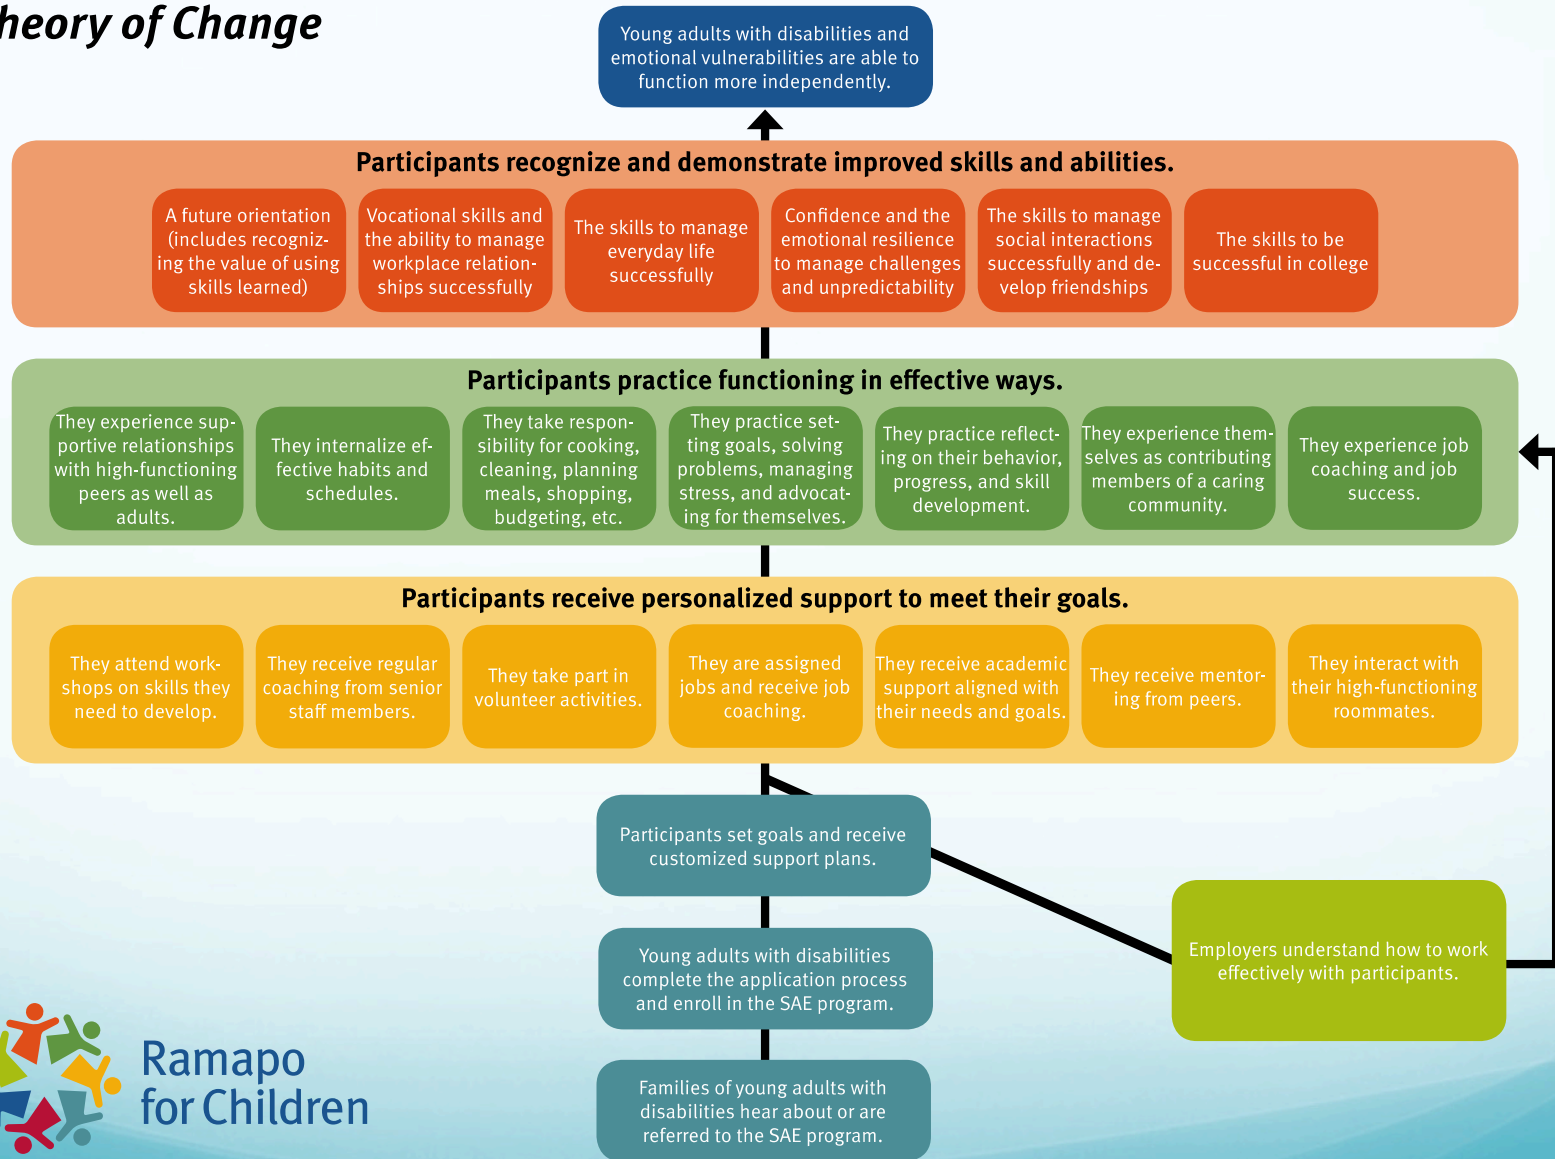 heory of Change
Young adults with disabilities and
emotional vulnerabilities are able to
function more independently.
Participants recognize and demonstrate improved skills and abilities.
A future orientation
(includes recogniz-
ing the value of using
skills learned)
Vocational skills and
the ability to manage
workplace relation-
ships successfully
The skills to manage
everyday life
successfully
Confidence and the
emotional resilience
to manage challenges
and unpredictability
The skills to manage
social interactions
successfully and de-
velop friendships
The skills to be
successful in college
Participants practice functioning in effective ways.
They experience sup-
portive relationships
with high-functioning
peers as well as
adults.
They internalize ef-
fective habits and
schedules.
They take respon-
sibility for cooking,
cleaning, planning
meals, shopping,
budgeting, etc.
They practice set-
ting goals, solving
problems, managing
stress, and advocat-
ing for themselves.
They practice reflect-
ing on their behavior,
progress, and skill
development.
They experience them-
selves as contributing
members of a caring
community.
They experience job
coaching and job
success.
Participants receive personalized support to meet their goals.
They attend work-
shops on skills they
need to develop.
They receive regular
coaching from senior
staff members.
They take part in
volunteer activities.
They are assigned
jobs and receive job
coaching.
They receive academic
support aligned with
their needs and goals.
They receive mentor-
ing from peers.
They interact with
their high-functioning
roommates.
Participants set goals and receive
customized support plans.
Employers understand how to work
effectively with participants.
Young adults with disabilities
complete the application process
and enroll in the SAE program.
Families of young adults with
disabilities hear about or are
referred to the SAE program.
Ramapo
for Children